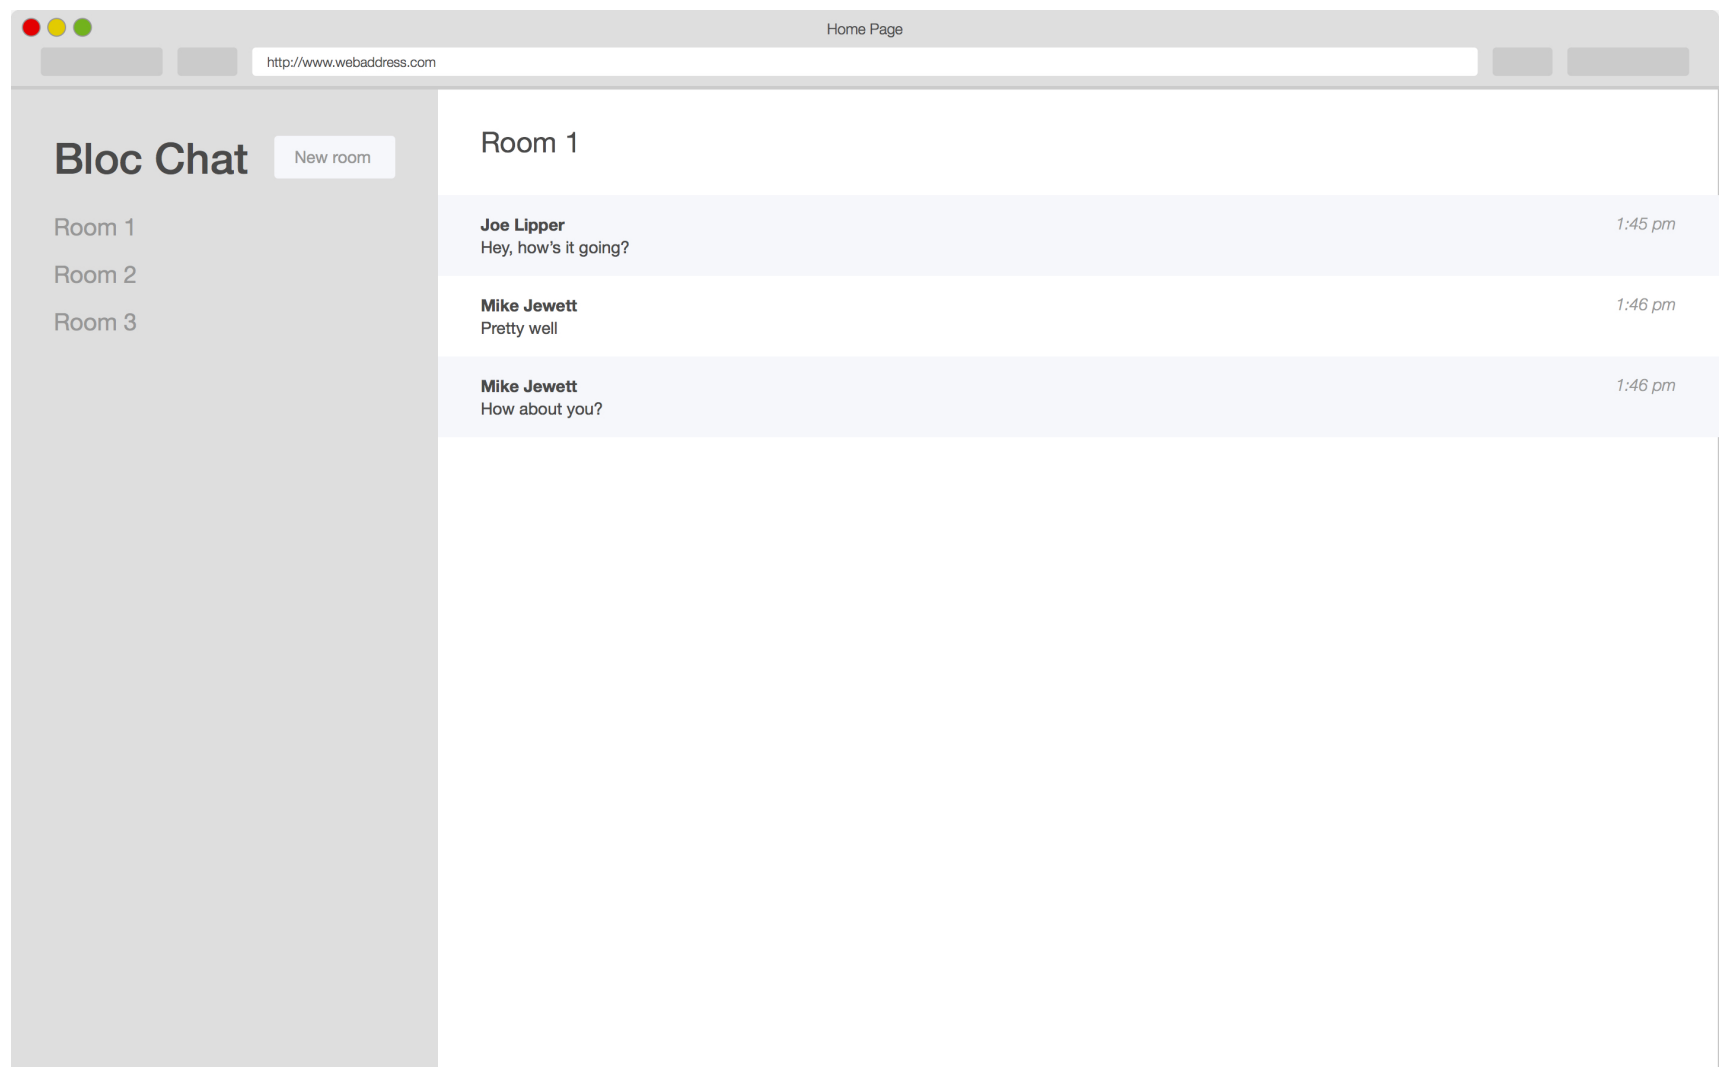 Home Page
http://www.webaddress.com
Bloc Chat
New room
Room 1
Room 2
Room 3
Room 1
Joe Lipper
1:45 pm
Hey, how’s it going?
Mike Jewett
1:46 pm
Pretty well
Mike Jewett
1:46 pm
How about you?